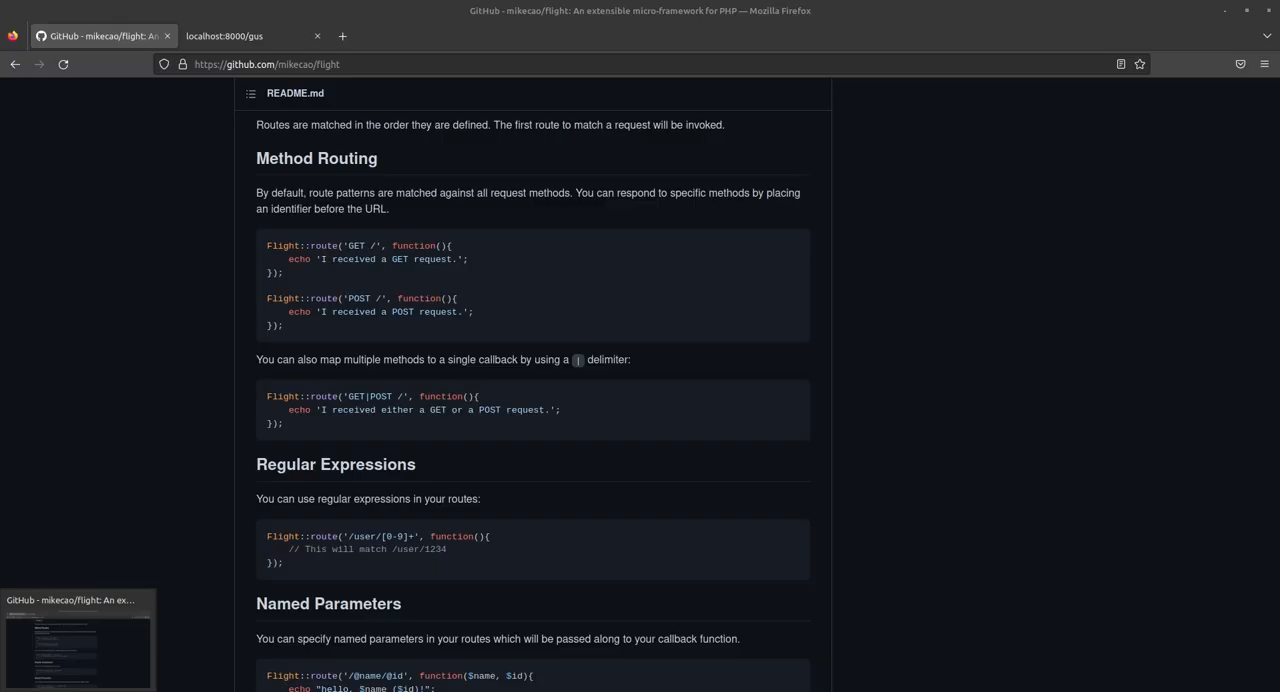 GitHub - mikecao/flight: An extensible micro-framework for PHP — Mozilla Firefox
GitHub - mikecao/flight: An
localhost:8000/gus
https://github.com/mikecao/flight
README.md
Routes are matched in the order they are defined. The first route to match a request will be invoked.
Method Routing
By default, route patterns are matched against all request methods. You can respond to specific methods by placing
an identifier before the URL.
Flight::route('GET /', function(){
    echo 'I received a GET request.';
});
Flight::route('POST /', function(){
    echo 'I received a POST request.';
});
You can also map multiple methods to a single callback by using a | delimiter:
Flight::route('GET|POST /', function(){
    echo 'I received either a GET or a POST request.';
});
Regular Expressions
You can use regular expressions in your routes:
Flight::route('/user/[0-9]+', function(){
    // This will match /user/1234
});
GitHub - mikecao/flight: An ex...
Named Parameters
You can specify named parameters in your routes which will be passed along to your callback function.
Flight::route('/@name/@id', function($name, $id){
    echo "hello, $name ($id)!";